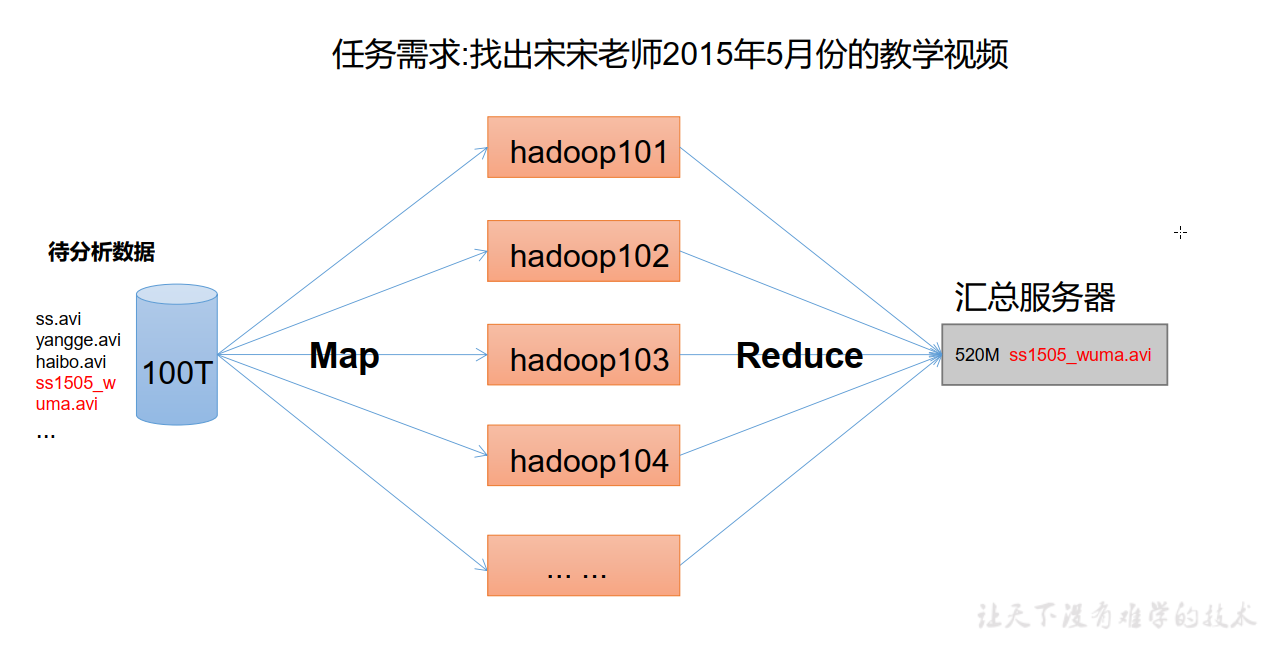 任务需求:找出宋宋老师2015年5月份的教学视频
待分析数据
ss.avi
yangge.avi
haibo.avi
ss1505_w
uma.avi
...
100T
Map
hadoop101
hadoop102
hadoop103
hadoop104
... ...
Reduce
汇总服务器
520M ss1505_wuma.avi
让天下没有难学的技术